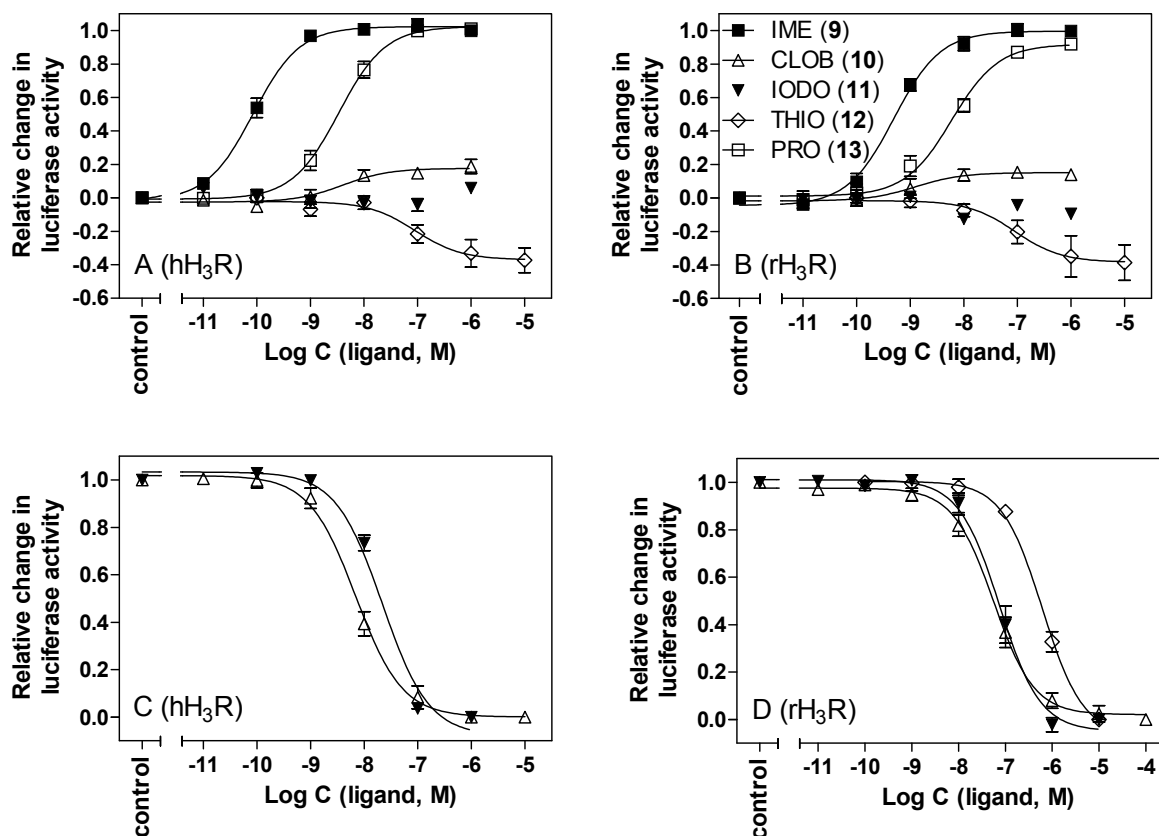 Relative change in
luciferase activity
1.0
0.8
0.6
0.4
0.2
0.0
-0.2
-0.4
-0.6
A (hH₃R)
control
-11
-10
-9
-8
-7
-6
-5
Log C (ligand, M)
Relative change in
luciferase activity
1.0
0.8
0.6
0.4
0.2
0.0
-0.2
-0.4
-0.6
IME (9)
CLOB (10)
IODO (11)
THIO (12)
PRO (13)
B (rH₃R)
control
-11
-10
-9
-8
-7
-6
-5
-4
Log C (ligand, M)
Relative change in
luciferase activity
1.0
0.8
0.6
0.4
0.2
0.0
C (hH₃R)
control
-11
-10
-9
-8
-7
-6
-5
Log C (ligand, M)
Relative change in
luciferase activity
1.0
0.8
0.6
0.4
0.2
0.0
D (rH₃R)
control
-11
-10
-9
-8
-7
-6
-5
-4
Log C (ligand, M)